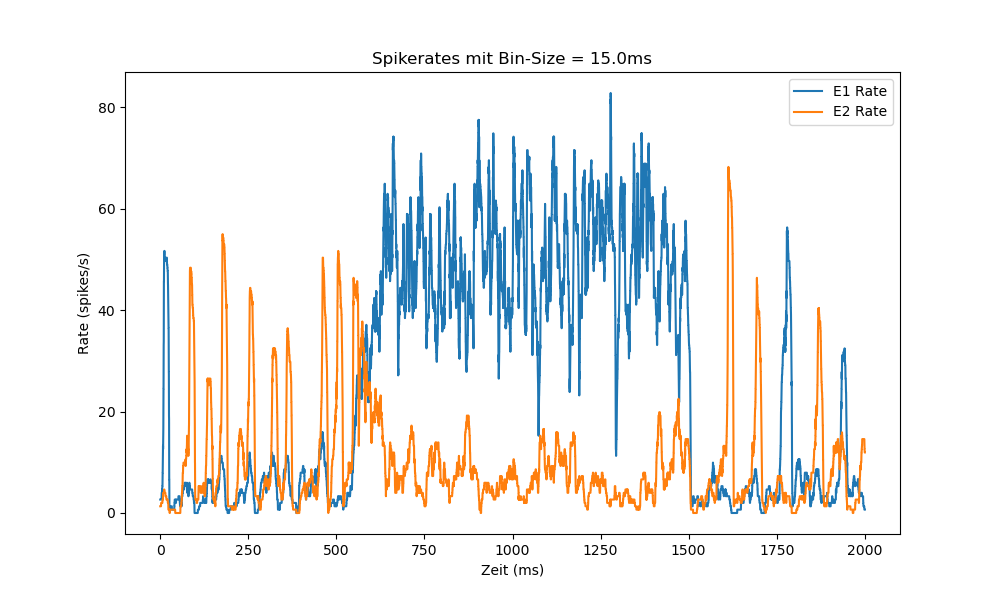 Spikerates mit Bin-Size = 15.0ms
E1 Rate
E2 Rate
Rate (spikes/s)
80
60
40
20
0
0 250 500 750 1000 1250 1500 1750 2000
Zeit (ms)